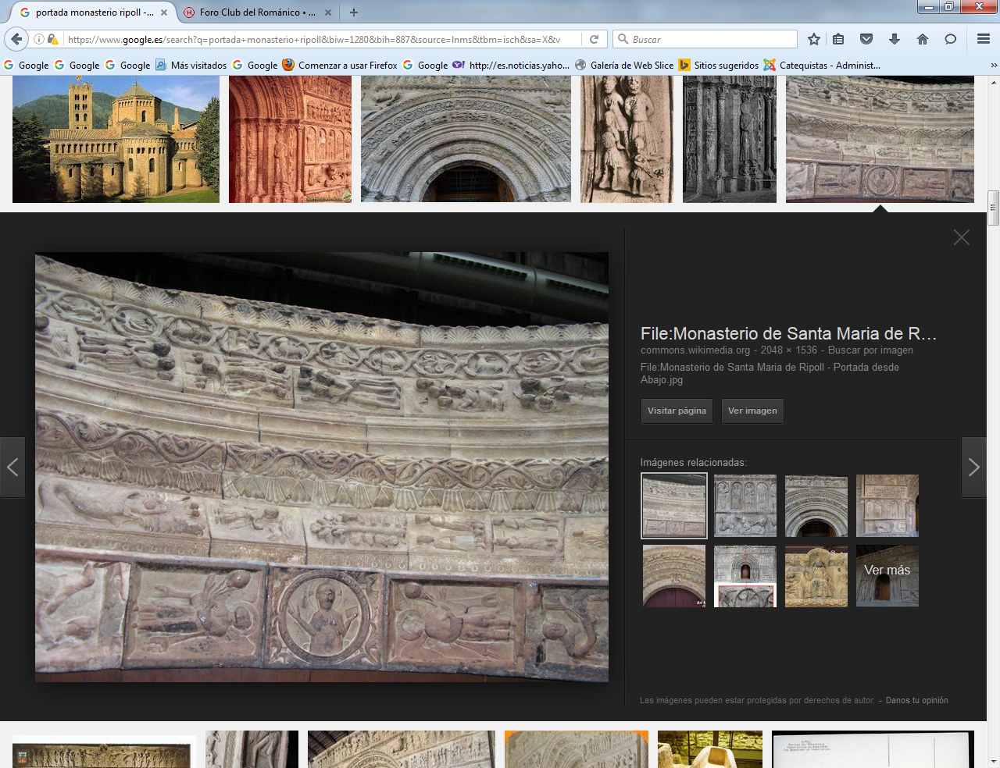 portada monasterio ripoll -...
Foro Club del Románico • ...
https://www.google.es/search?q=portada+monasterio+ripoll&biw=1280&bih=887&source=lnms&tbm=isch&sa=X&v
Buscar
Google
Google
Google
Más visitados
Google
Comenzar a usar Firefox
Google
http://es.noticias.yaho...
Galería de Web Slice
Sitios sugeridos
Catequistas - Administ...
File:Monasterio de Santa Maria de R...
commons.wikimedia.org - 2048 × 1536 - Buscar por imagen
File:Monasterio de Santa Maria de Ripoll - Portada desde
Abajo.jpg
Visitar página
Ver imagen
Imágenes relacionadas:
Ver más
Las imágenes pueden estar protegidas por derechos de autor. - Danos tu opinión